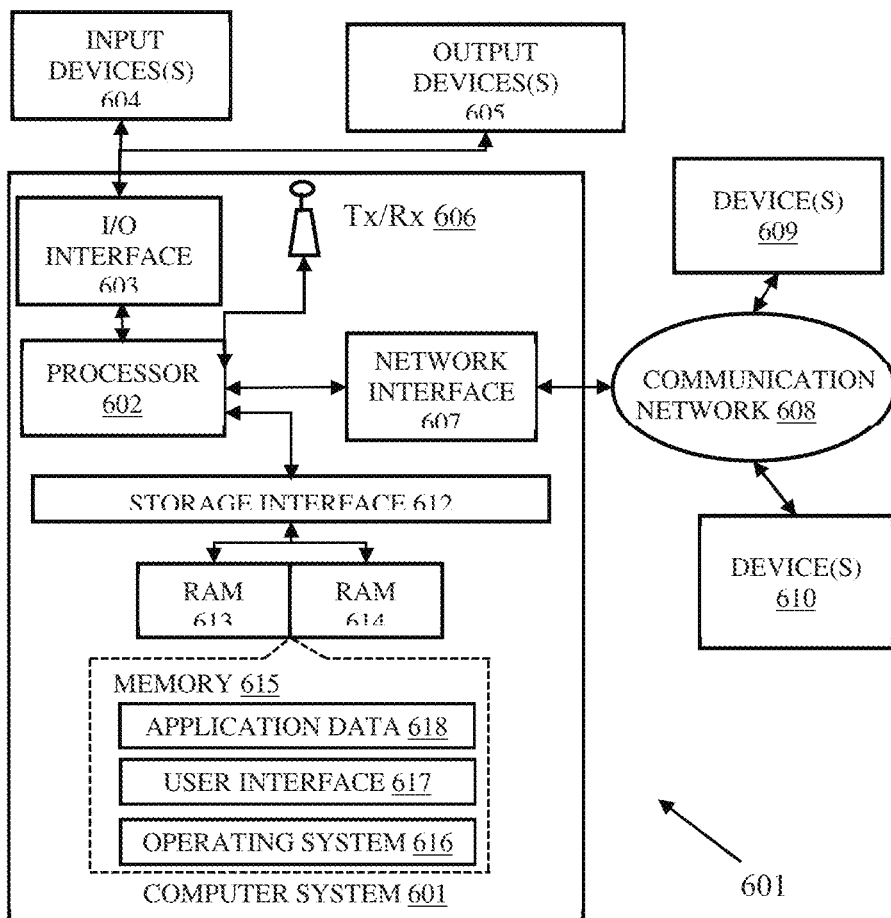 INPUT
DEVICES(S)
604
OUTPUT
DEVICES(S)
605
I/O
INTERFACE
603
Tx/Rx 606
DEVICE(S)
609
PROCESSOR
602
NETWORK
INTERFACE
607
COMMUNICATION
NETWORK 608
STORAGE INTERFACE 612
RAM
613
RAM
614
DEVICE(S)
610
MEMORY 615
APPLICATION DATA 618
USER INTERFACE 617
OPERATING SYSTEM 616
COMPUTER SYSTEM 601
601